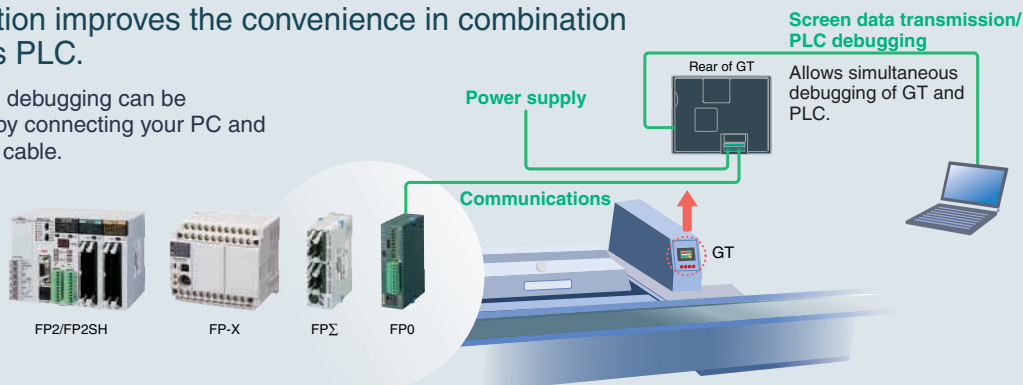 tion improves the convenience in combination
s PLC.
debugging can be
by connecting your PC and
cable.
Screen data transmission/
PLC debugging
Allows simultaneous
debugging of GT and
PLC.
Rear of GT
Power supply
Communications
GT
FP2/FP2SH
FP-X
FPΣ
FP0